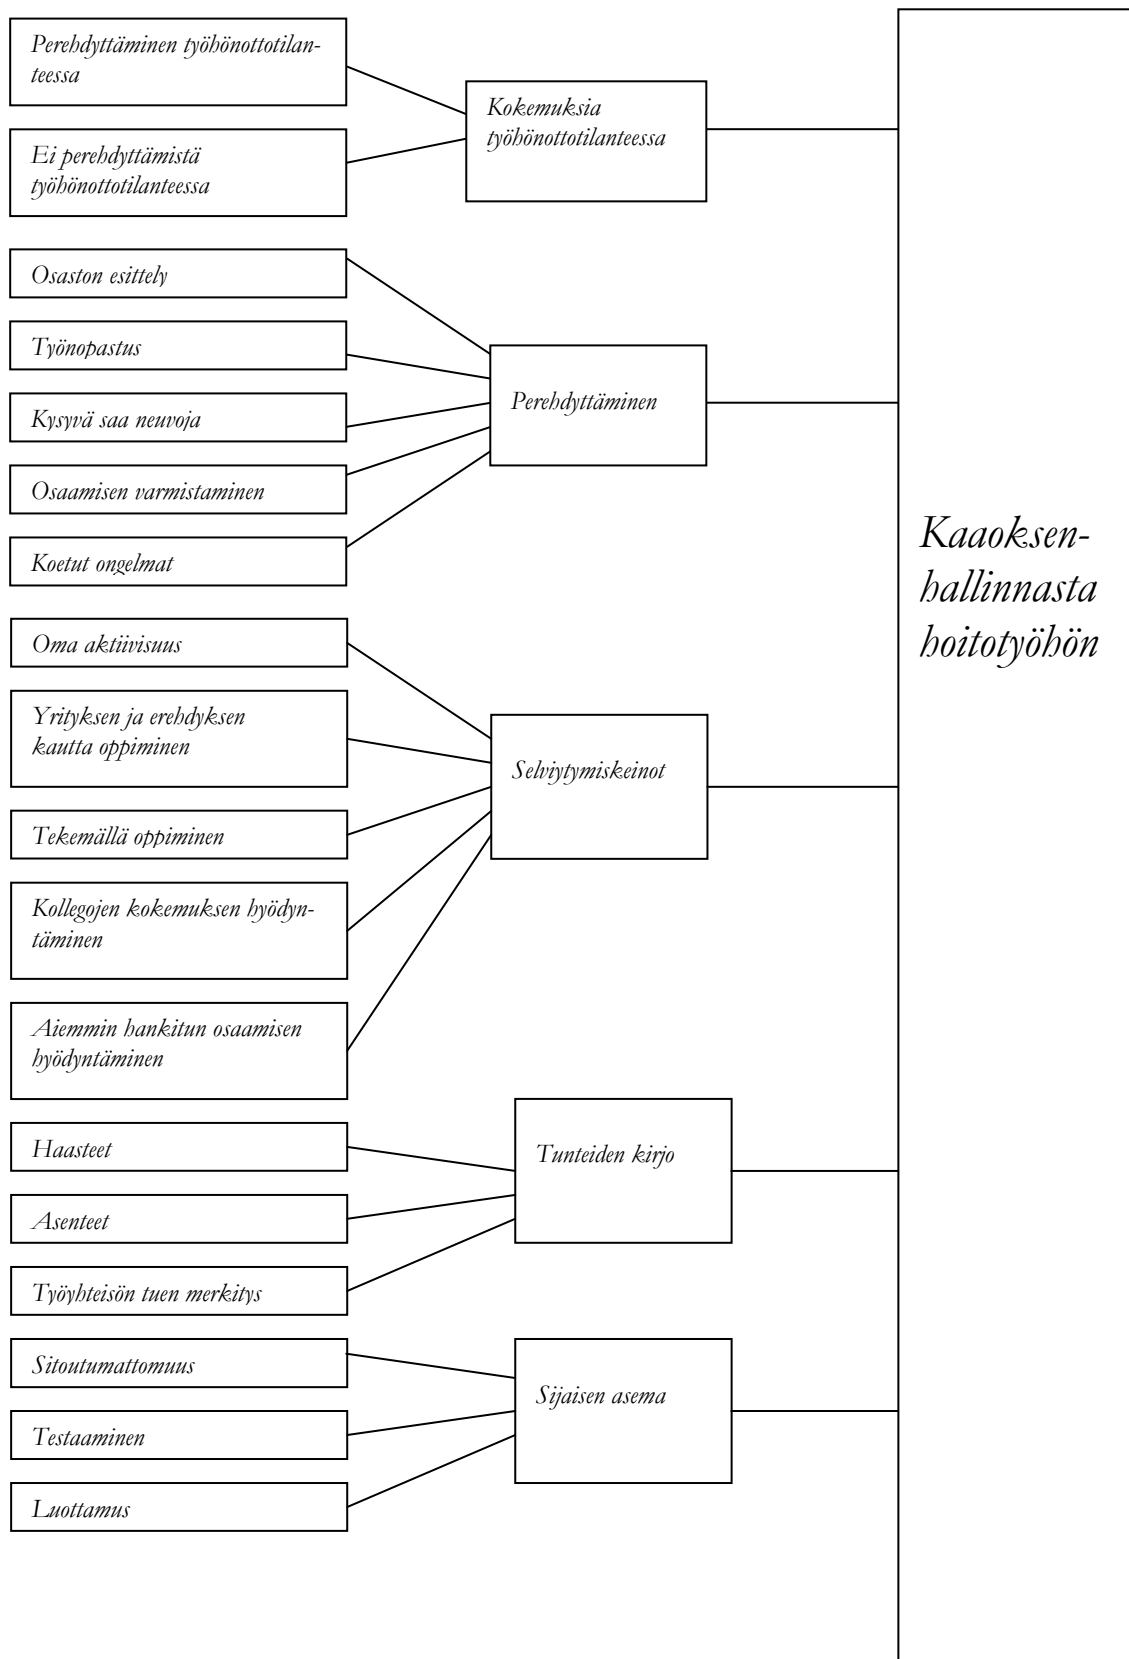 Perehdyttäminen työhönottotilan-
teessa
Ei perehdyttämistä
työhönottotilanteessa
Kokemuksia
työhönottotilanteessa
Osaston esittely
Työnopastus
Kysyvä saa neuvoja
Osaamisen varmistaminen
Koetut ongelmat
Perehdyttäminen
Oma aktiivisuus
Yrityksen ja erehdyksen
kautta oppiminen
Tekemällä oppiminen
Kollegojen kokemuksen hyödyn-
täminen
Aiemmin hankitun osaamisen
hyödyntäminen
Selviytymiskeinot
Haasteet
Asenteet
Työyhteisön tuen merkitys
Tunteiden kirjo
Sitoutumattomuus
Testaaminen
Luottamus
Sijaisen asema
Kaaoksen-
hallinnasta
hoitotyöhön